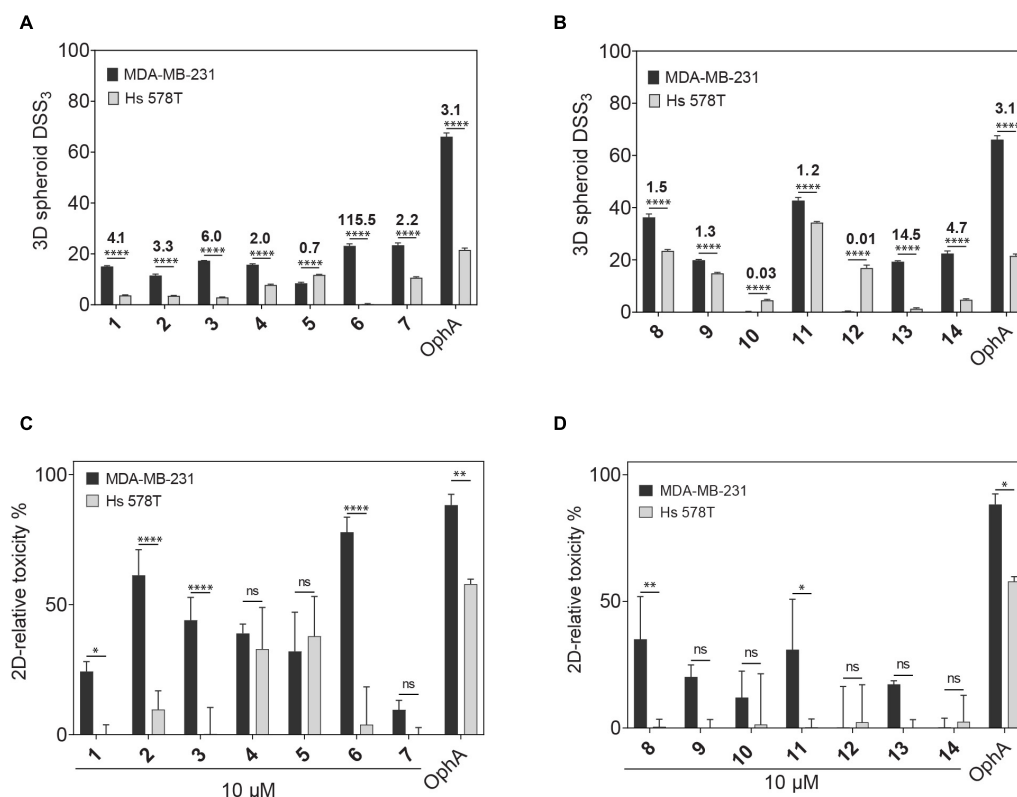 A
3D spheroid DSS3
100
80
60
40
20
0
MDA-MB-231
Hs 578T
4.1
****
3.3
****
6.0
****
2.0
****
0.7
****
115.5
****
2.2
****
3.1
****
1 2 3 4 5 6 7 OphA
B
3D spheroid DSS3
100
80
60
40
20
0
MDA-MB-231
Hs 578T
1.5
****
1.3
****
0.03
****
1.2
****
0.01
****
14.5
****
4.7
****
3.1
****
8 9 10 11 12 13 14 OphA
C
2D-relative toxicity %
100
50
0
MDA-MB-231
Hs 578T
*
****
****
ns
ns
****
ns
**
1 2 3 4 5 6 7 OphA
10 µM
D
2D-relative toxicity %
100
50
0
MDA-MB-231
Hs 578T
**
ns
ns
*
ns
ns
ns
*
8 9 10 11 12 13 14 OphA
10 µM